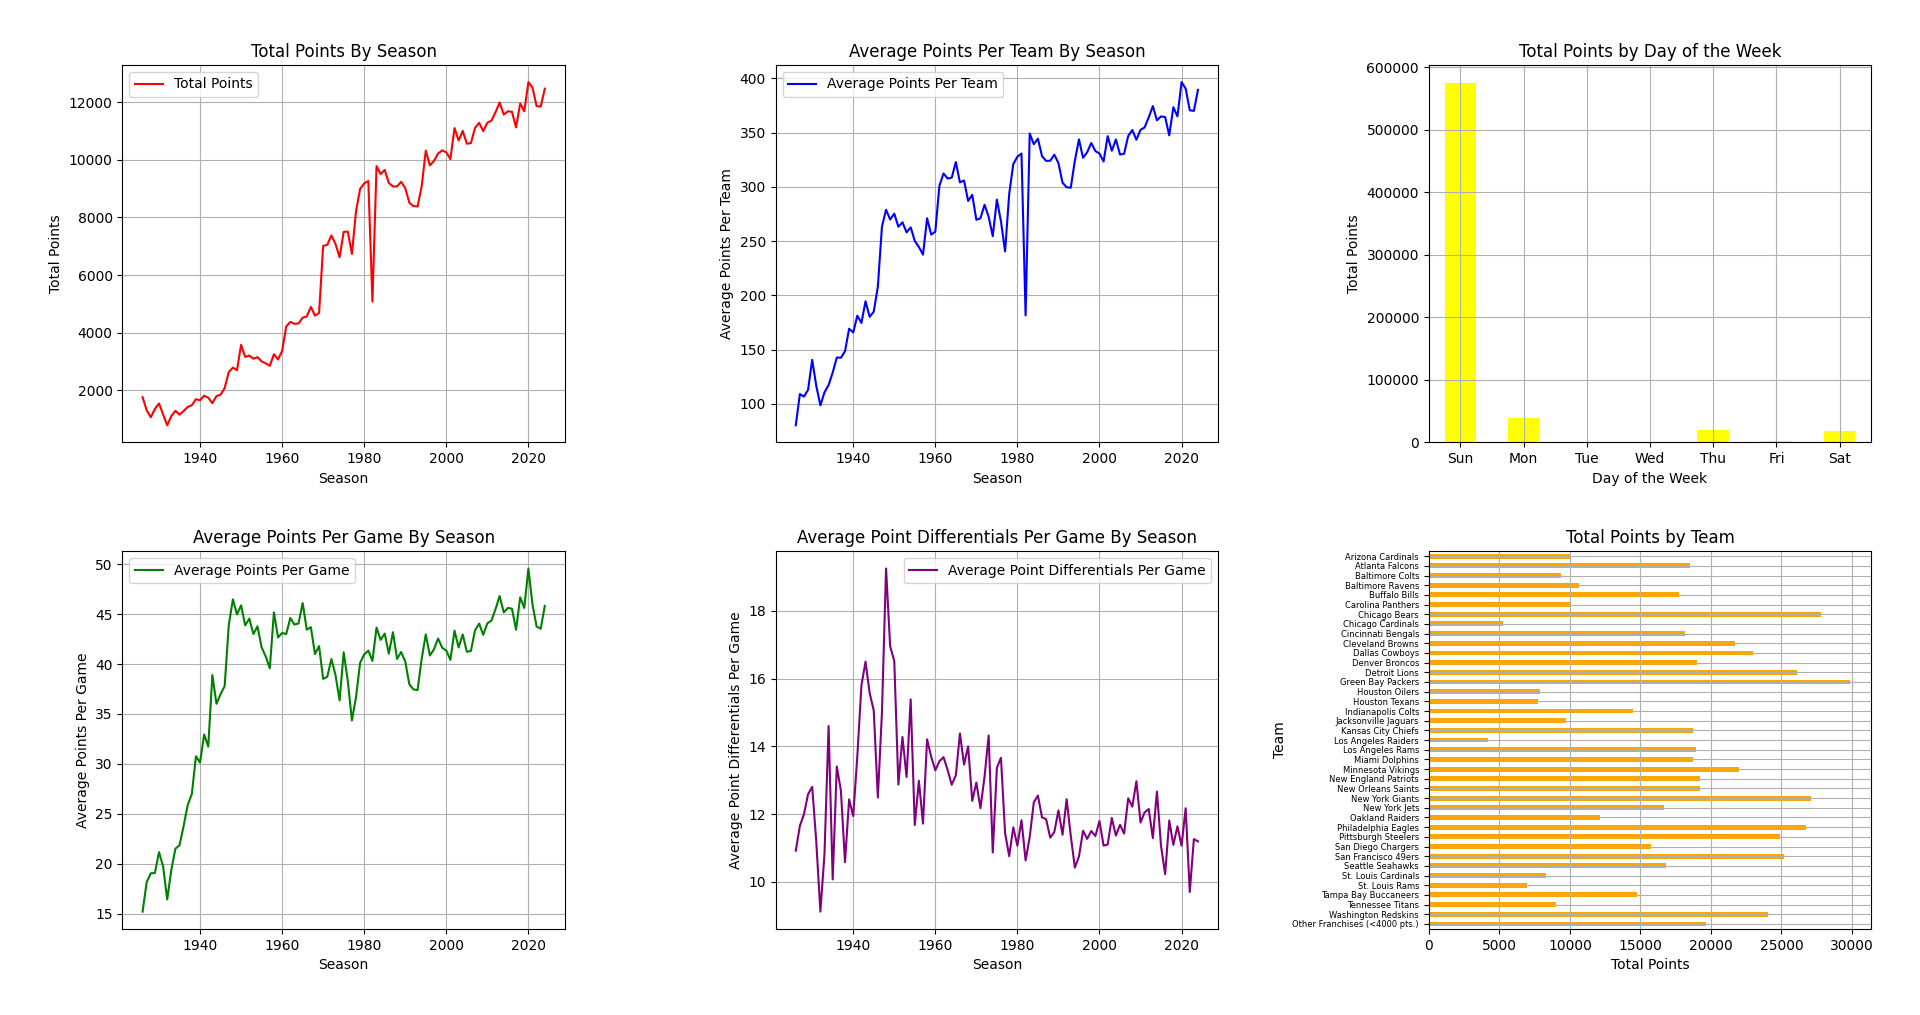 Total Points By Season
Total Points
12000
10000
8000
6000
4000
2000
Total Points
1940 1960 1980 2000 2020
Season
Average Points Per Team By Season
Average Points Per Team
400
350
300
250
200
150
100
Average Points Per Team
1940 1960 1980 2000 2020
Season
Total Points by Day of the Week
600000
500000
400000
300000
200000
100000
0
Total Points
Sun Mon Tue Wed Thu Fri Sat
Day of the Week
Average Points Per Game By Season
Average Points Per Game
50
45
40
35
30
25
20
15
Average Points Per Game
1940 1960 1980 2000 2020
Season
Average Point Differentials Per Game By Season
Average Point Differentials Per Game
18
16
14
12
10
Average Point Differentials Per Game
1940 1960 1980 2000 2020
Season
Total Points by Team
Arizona Cardinals
Atlanta Falcons
Baltimore Colts
Baltimore Ravens
Buffalo Bills
Carolina Panthers
Chicago Bears
Chicago Cardinals
Cincinnati Bengals
Cleveland Browns
Dallas Cowboys
Denver Broncos
Detroit Lions
Green Bay Packers
Houston Oilers
Houston Texans
Indianapolis Colts
Jacksonville Jaguars
Kansas City Chiefs
Los Angeles Raiders
Los Angeles Rams
Miami Dolphins
Minnesota Vikings
New England Patriots
New Orleans Saints
New York Giants
New York Jets
Oakland Raiders
Philadelphia Eagles
Pittsburgh Steelers
San Diego Chargers
San Francisco 49ers
Seattle Seahawks
St. Louis Cardinals
St. Louis Rams
Tampa Bay Buccaneers
Tennessee Titans
Washington Redskins
Other Franchises (<4000 pts.)
Team
0 5000 10000 15000 20000 25000 30000
Total Points